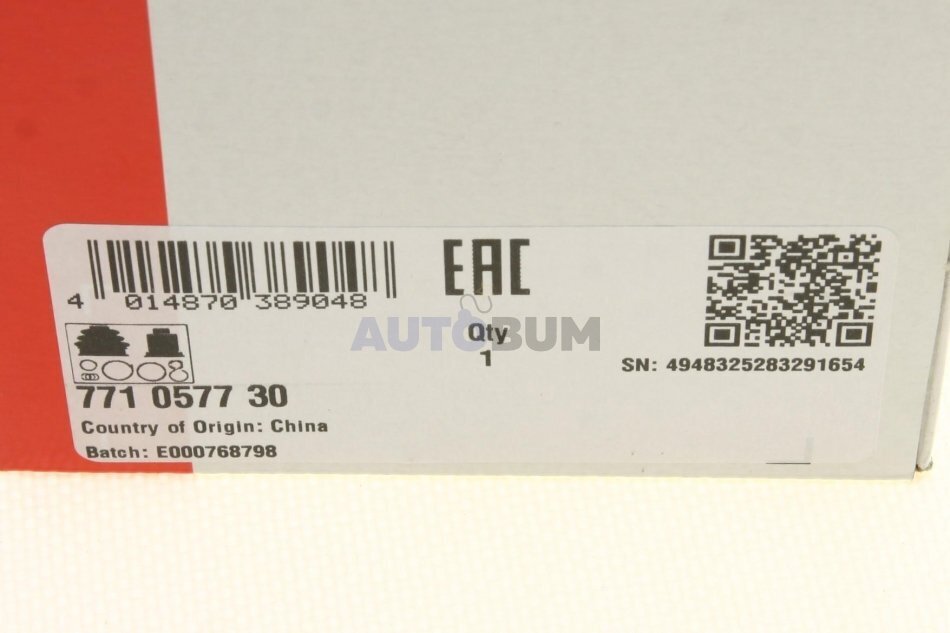 EAC
4 014870 389048
AUTOBUM
Qty
1
SN: 4948325283291654
771 0577 30
Country of Origin: China
Batch: E000768798